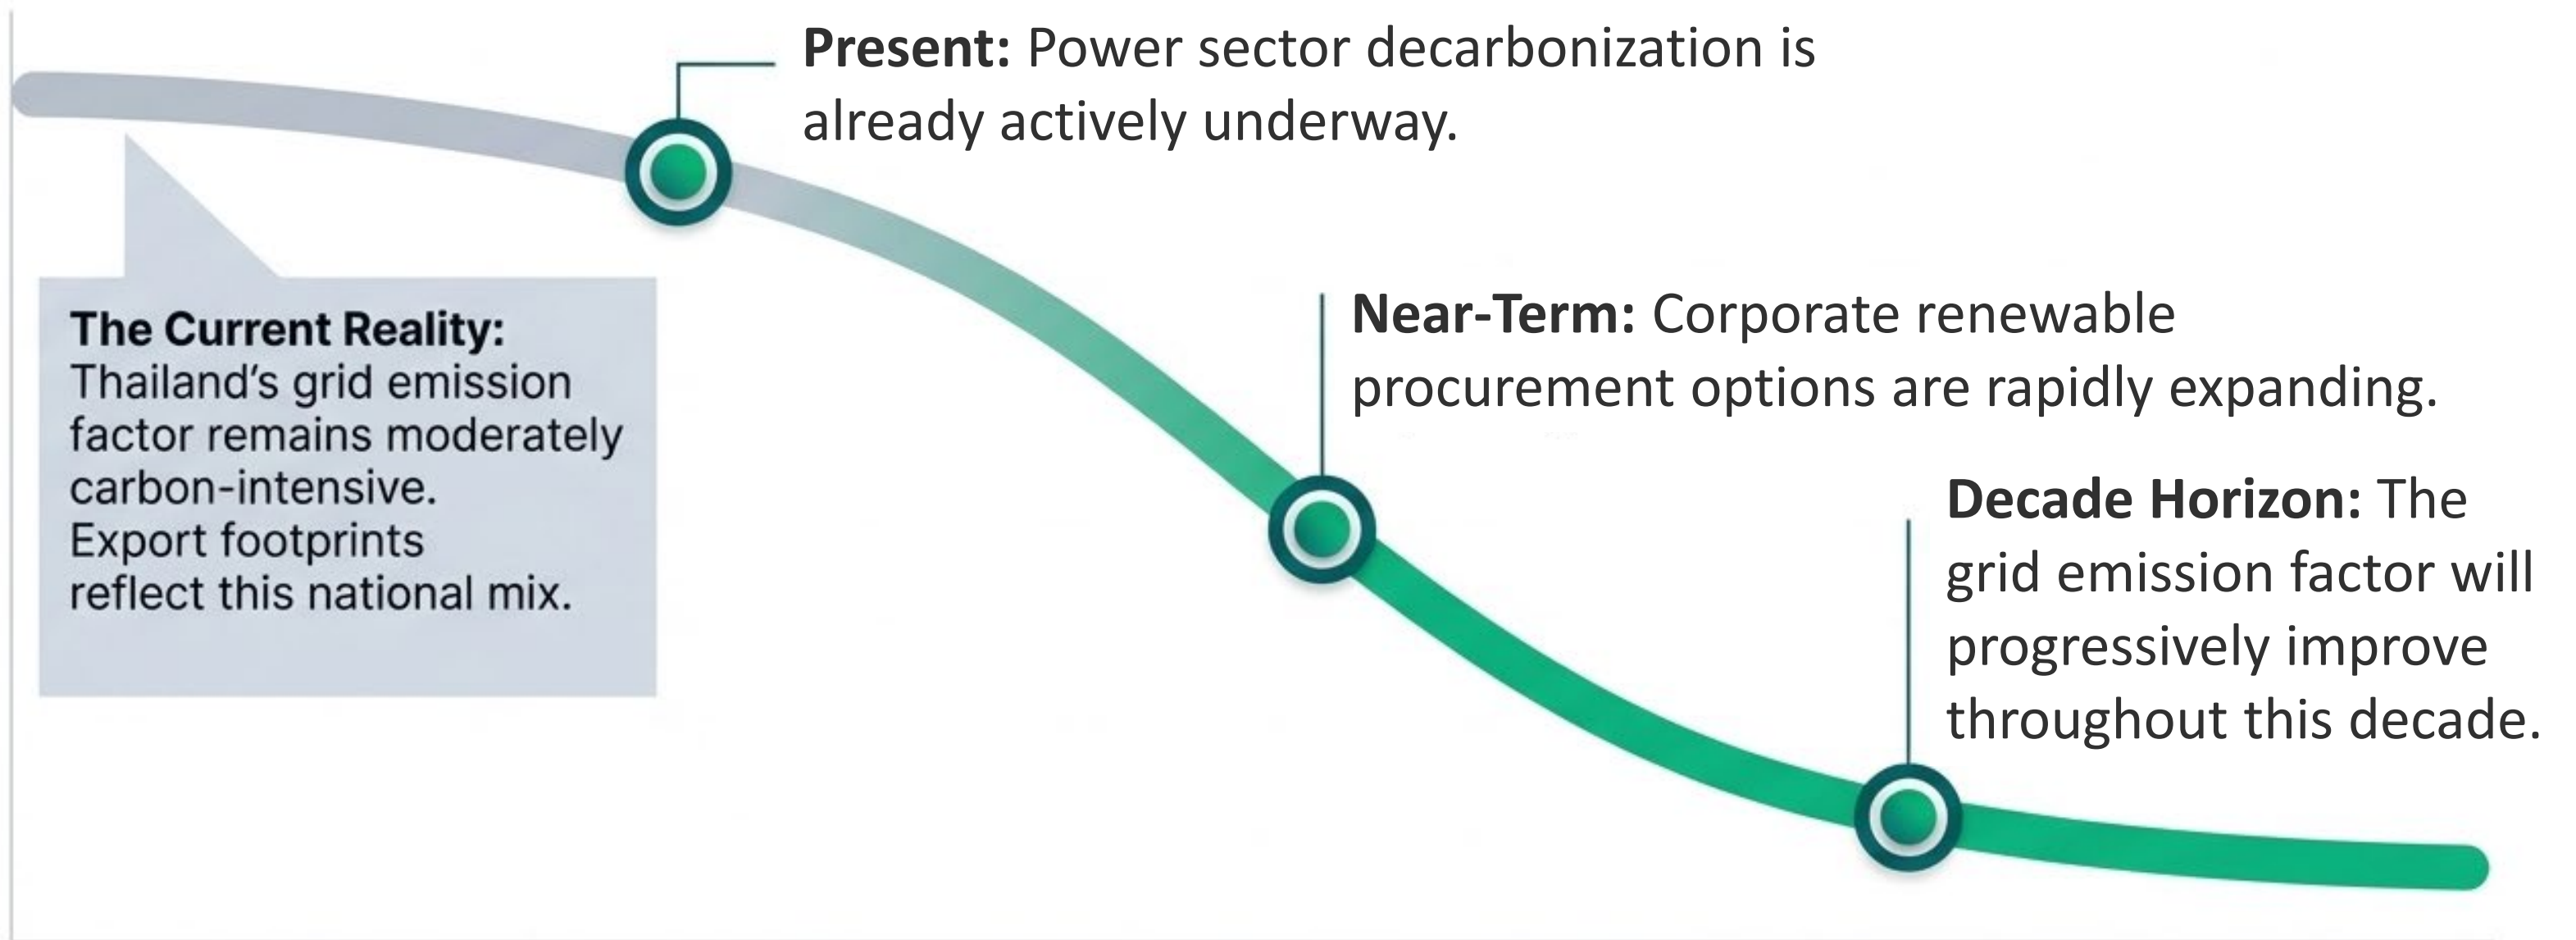 Present: Power sector decarbonization is
already actively underway.
The Current Reality:
Thailand’s grid emission
factor remains moderately
carbon-intensive.
Export footprints
reflect this national mix.
Near-Term: Corporate renewable
procurement options are rapidly expanding.
Decade Horizon: The
grid emission factor will
progressively improve
throughout this decade.